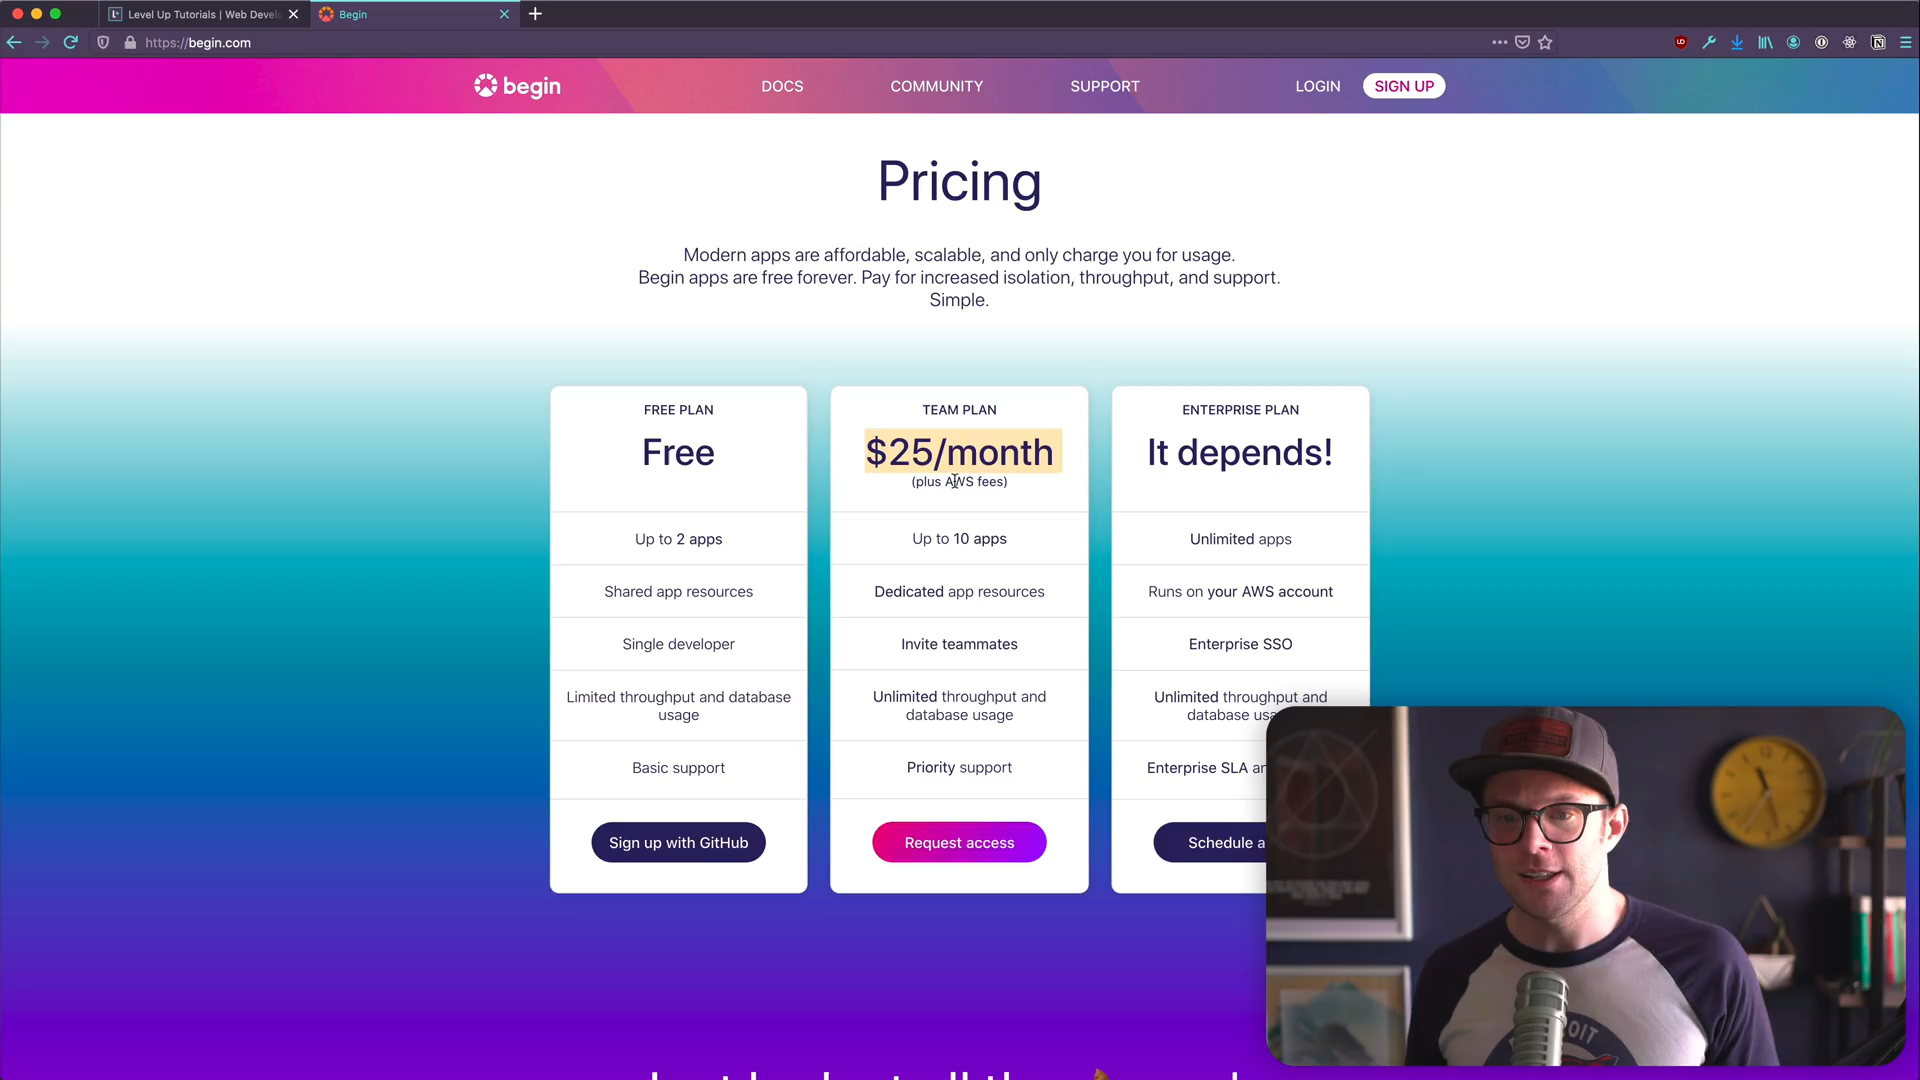 Level Up Tutorials | Web Devel
Begin
https://begin.com
begin
DOCS
COMMUNITY
SUPPORT
LOGIN
SIGN UP
Pricing
Modern apps are affordable, scalable, and only charge you for usage.
Begin apps are free forever. Pay for increased isolation, throughput, and support.
Simple.
FREE PLAN
Free
Up to 2 apps
Shared app resources
Single developer
Limited throughput and database
usage
Basic support
Sign up with GitHub
TEAM PLAN
$25/month
(plus AWS fees)
Up to 10 apps
Dedicated app resources
Invite teammates
Unlimited throughput and
database usage
Priority support
Request access
ENTERPRISE PLAN
It depends!
Unlimited apps
Runs on your AWS account
Enterprise SSO
Unlimited throughput and
database usa
Enterprise SLA
Schedule a